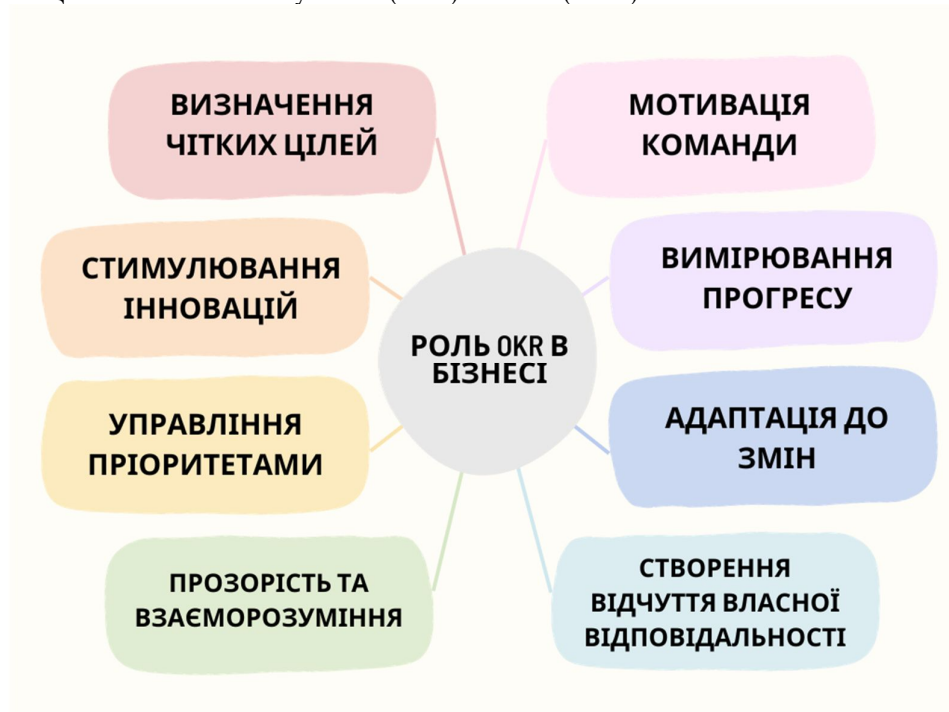 ВИЗНАЧЕННЯ
ЧІТКИХ ЦІЛЕЙ
МОТИВАЦІЯ
КОМАНДИ
СТИМУЛЮВАННЯ
ІННОВАЦІЙ
ВИМІРЮВАННЯ
ПРОГРЕСУ
РОЛЬ OKR В
БІЗНЕСІ
УПРАВЛІННЯ
ПРІОРИТЕТАМИ
АДАПТАЦІЯ ДО
ЗМІН
ПРОЗОРІСТЬ ТА
ВЗАЄМОРОЗУМІННЯ
СТВОРЕННЯ
ВІДЧУТТЯ ВЛАСНОЇ
ВІДПОВІДАЛЬНОСТІ